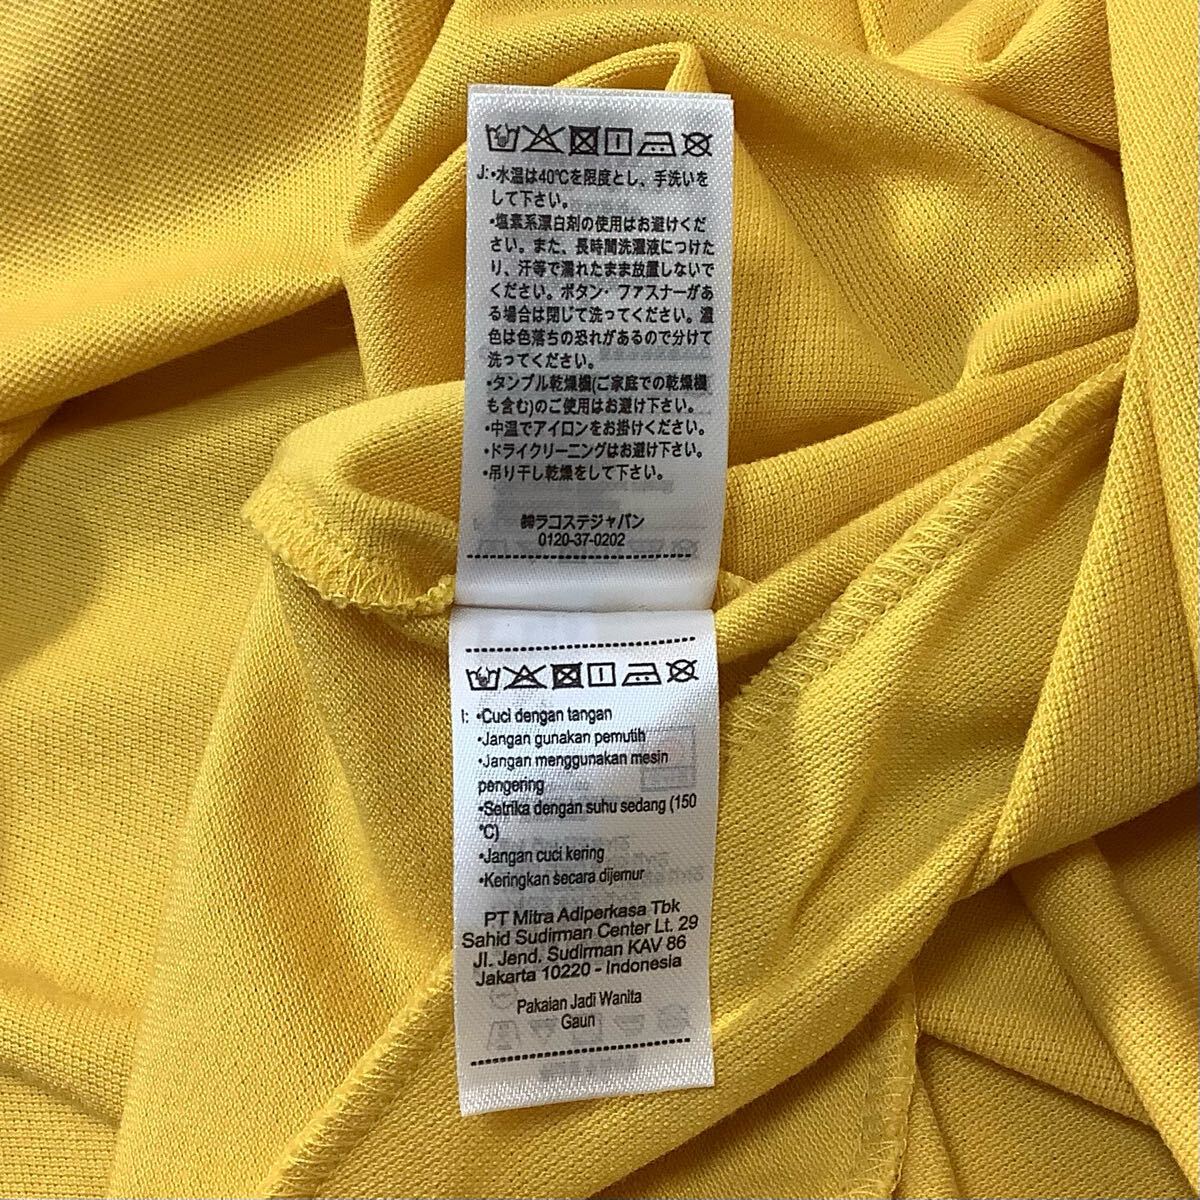 J:•水温は40℃を限度とし、手洗いを
して下さい。
•塩素系漂白剤の使用はお避けくだ
さい。また、長時間洗濯液につけた
り、汗等で濡れたまま放置しないで
ください。ボタン・ファスナーがあ
る場合は閉じて洗ってください。濃
色は色落ちの恐れがあるので分けて
洗ってください。
•タンブル乾燥機(ご家庭での乾燥機
も含む)のご使用はお避け下さい。
•中温でアイロンをお掛けください。
•ドライクリーニングはお避け下さい。
•吊り干し乾燥をして下さい。
㈱ラコステジャパン
0120-37-0202
I: •Cuci dengan tangan
•Jangan gunakan pemutih
•Jangan menggunakan mesin
pengering
•Setrika dengan suhu sedang (150
°C)
•Jangan cuci kering
•Keringkan secara dijemur
PT Mitra Adiperkasa Tbk
Sahid Sudirman Center Lt. 29
Jl. Jend. Sudirman KAV 86
Jakarta 10220 - Indonesia
Pakaian Jadi Wanita
Gaun